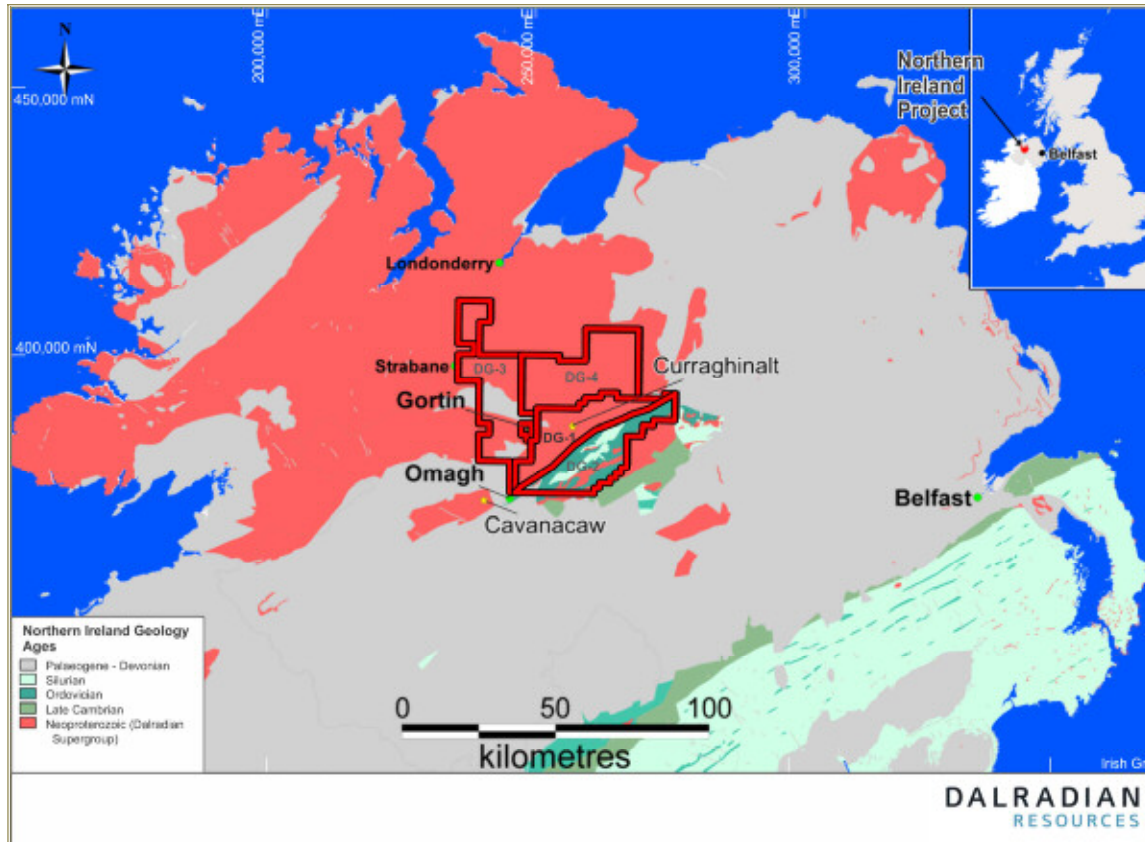 N
200,000 mE
250,000 mE
300,000 mE
450,000 mN
400,000 mN
Northern
Ireland
Project
Belfast
Londonderry
Strabane
DG-3
DG-4
Curraghinalt
Gortin
DG-1
DG-2
Omagh
Cavanacaw
Belfast
Northern Ireland Geology
Ages
Palaeogene - Devonian
Silurian
Ordovician
Late Cambrian
Neoproterozoic (Dalradian
Supergroup)
0 50 100
kilometres
Irish Gr
DALRADIAN
RESOURCES